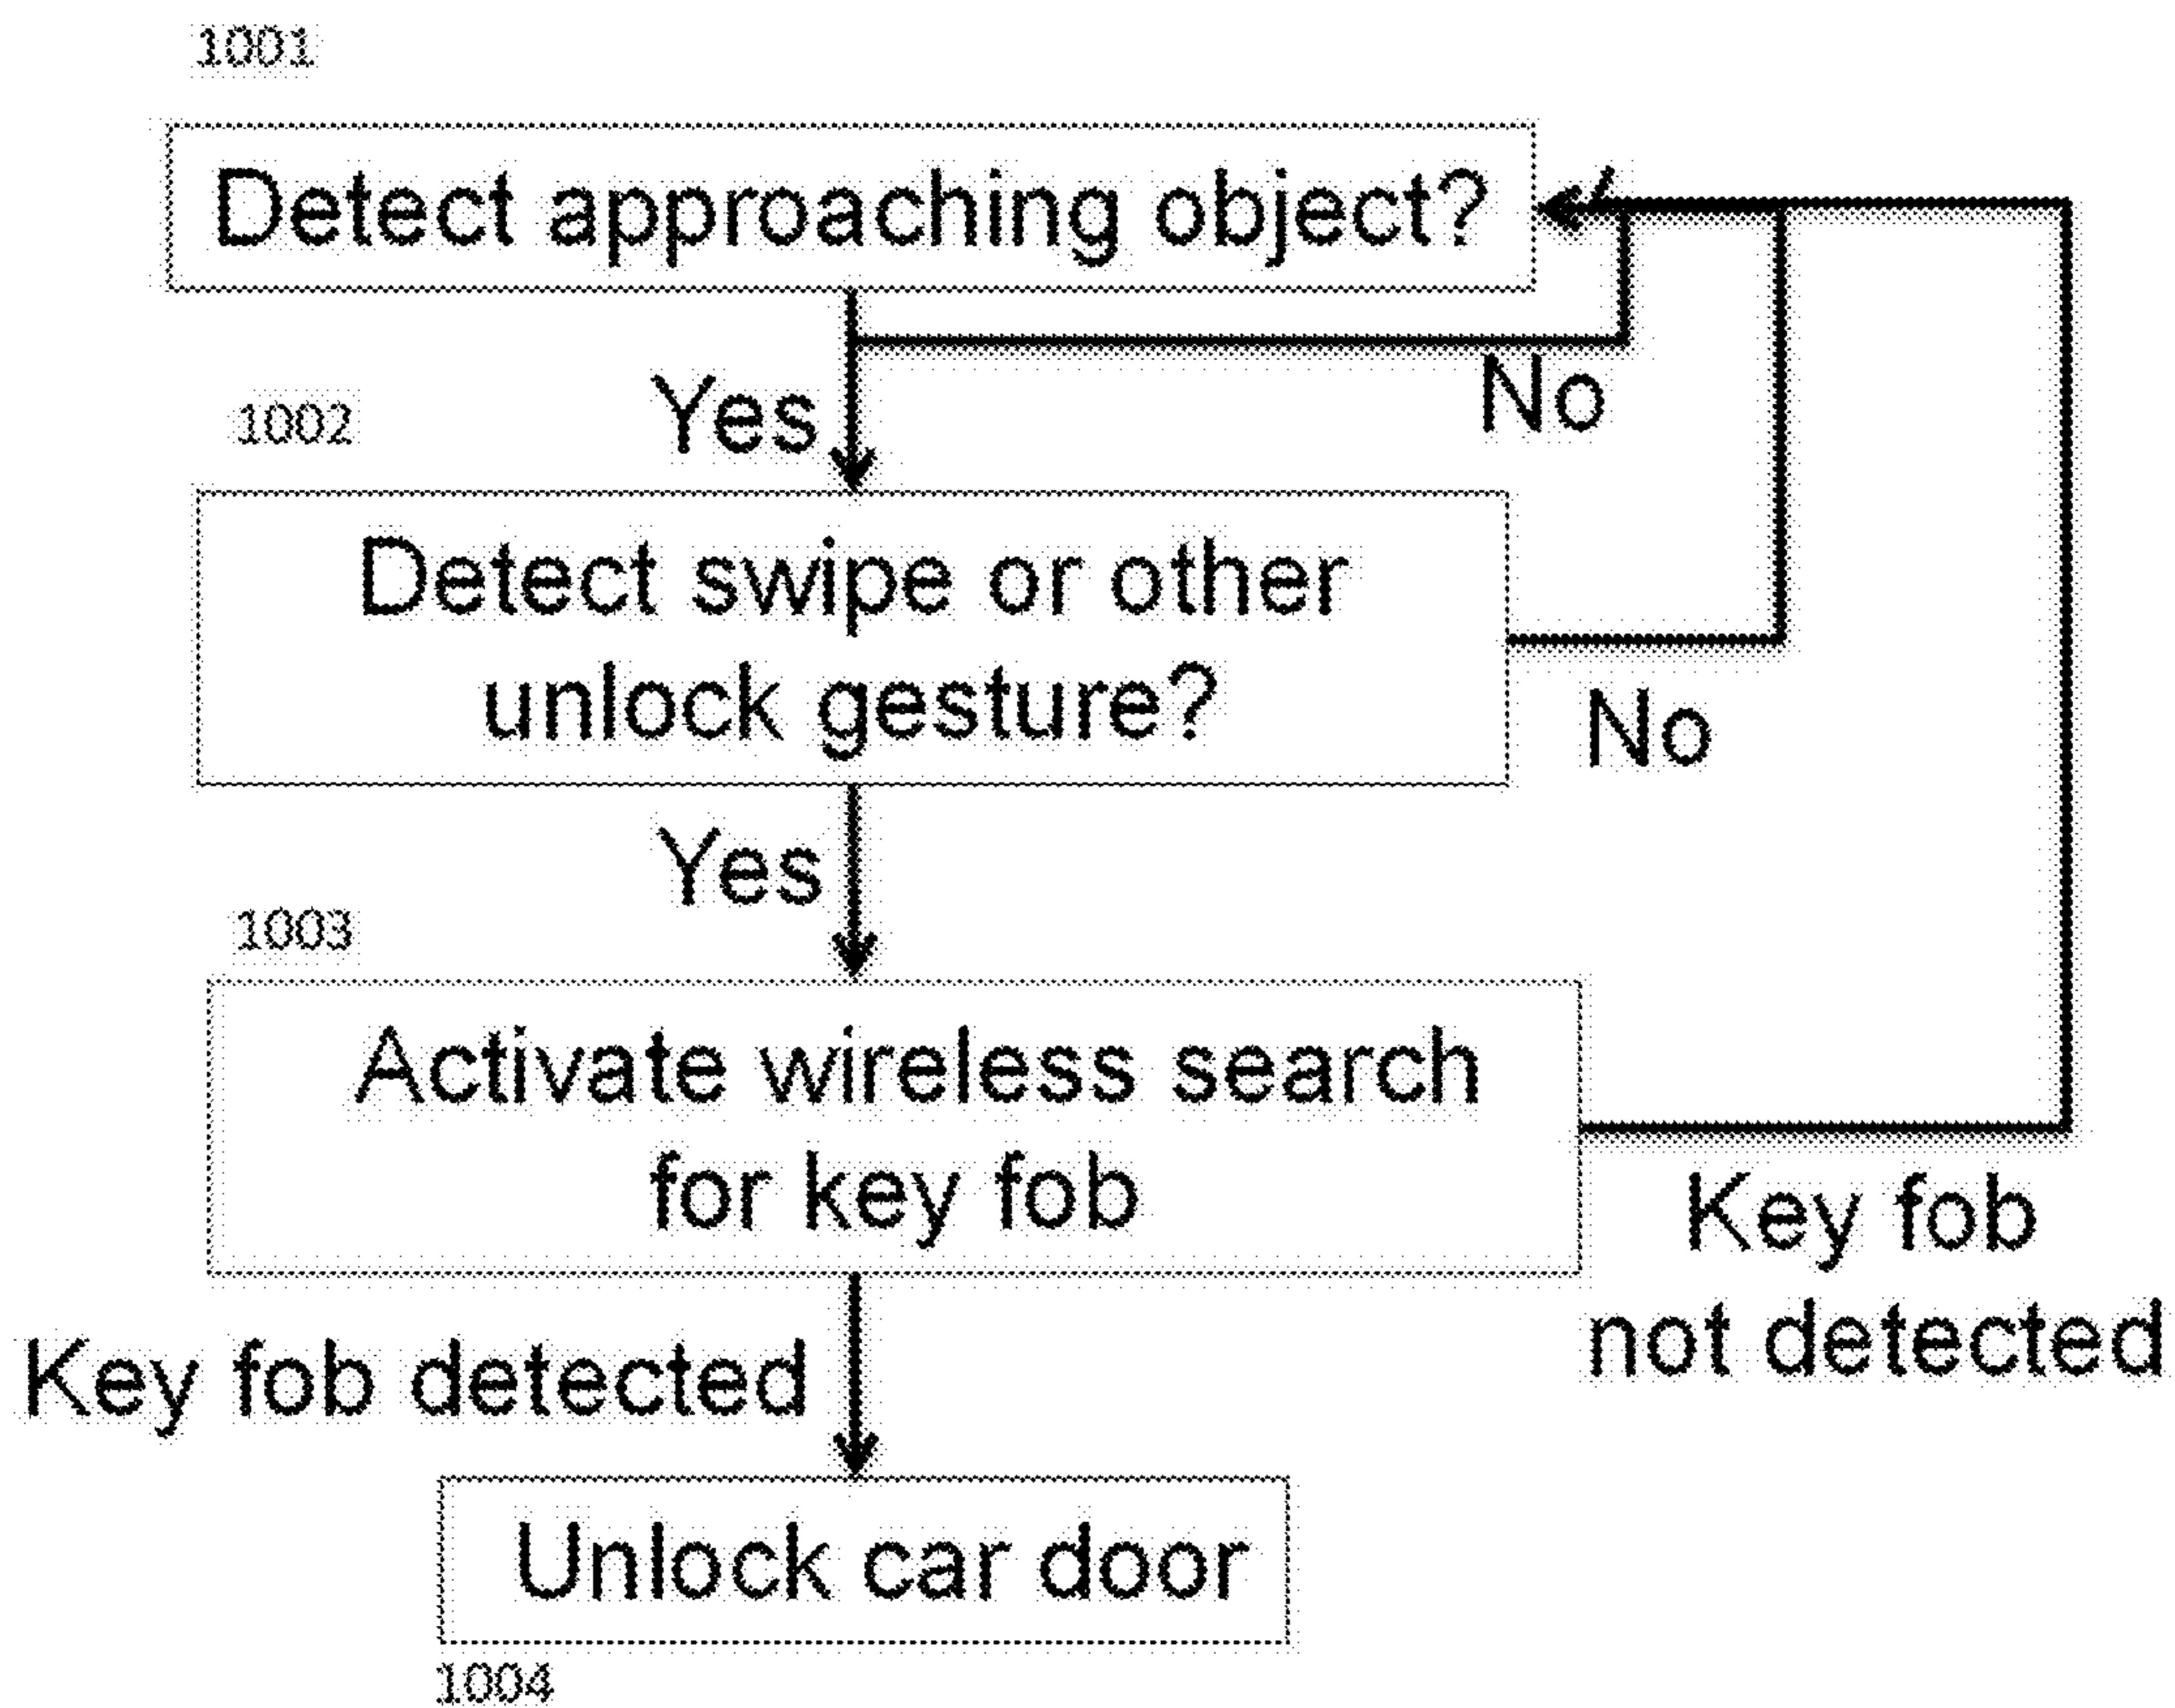 1001
Detect approaching object?
No
Yes
1002
Detect swipe or other
unlock gesture?
No
Yes
1003
Activate wireless search
for key fob
Key fob
not detected
Key fob detected
Unlock car door
1004